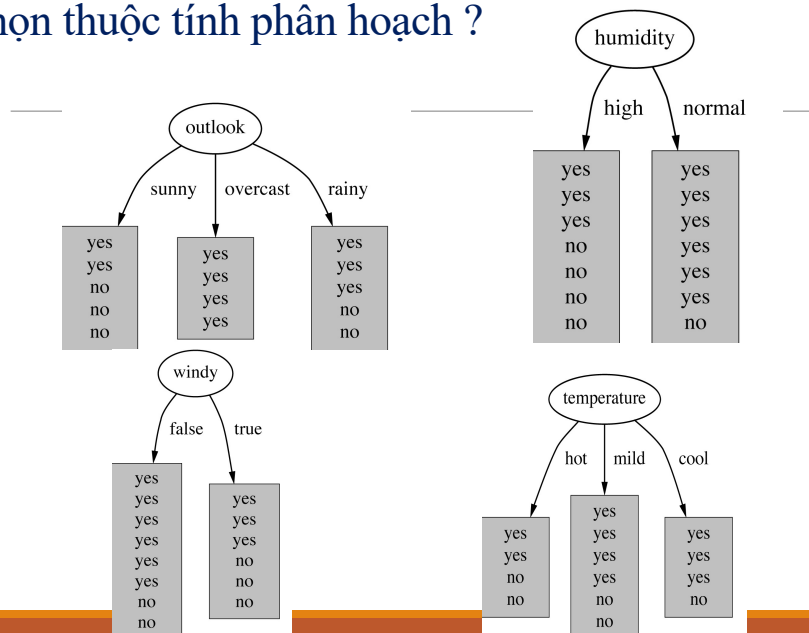 thuộc tính phân hoạch ?
humidity
high normal
yes
yes
yes
no
no
no
no
yes
yes
yes
yes
yes
yes
no
outlook
sunny overcast rainy
yes
yes
no
no
no
yes
yes
yes
yes
yes
yes
yes
no
no
windy
false true
yes
yes
yes
yes
yes
yes
no
no
yes
yes
yes
no
no
no
temperature
hot mild cool
yes
yes
no
no
yes
yes
yes
yes
no
no
yes
yes
yes
no